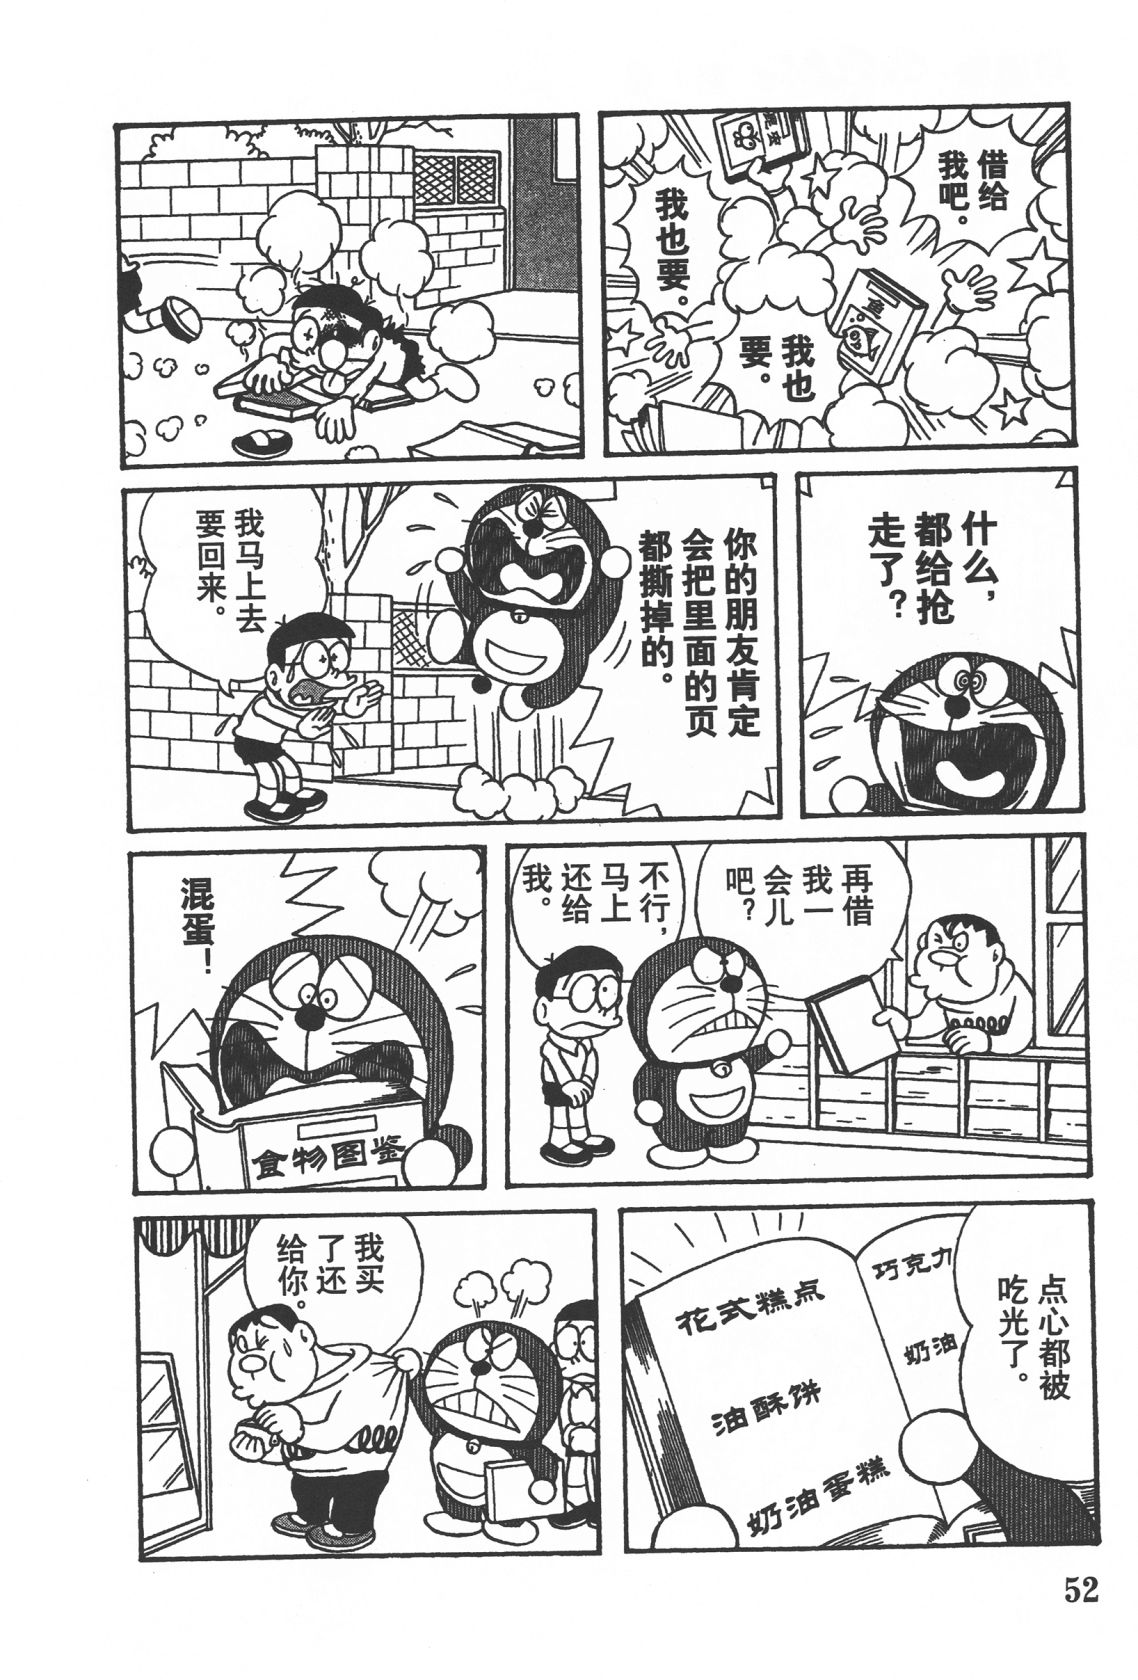 借给
我吧。
我也要。
我也
要。
昆虫
鱼
什么，
都给抢
走了？
你的朋友肯定
会把里面的页
都撕掉的。
我马上去
要回来。
再借
我一
会儿
吧？
不行，
马上
还给
我。
混蛋！
食物图鉴
点心都被
吃光了。
花式糕点
油酥饼
奶油蛋糕
巧克力
奶油
我买
了还
给你。
52